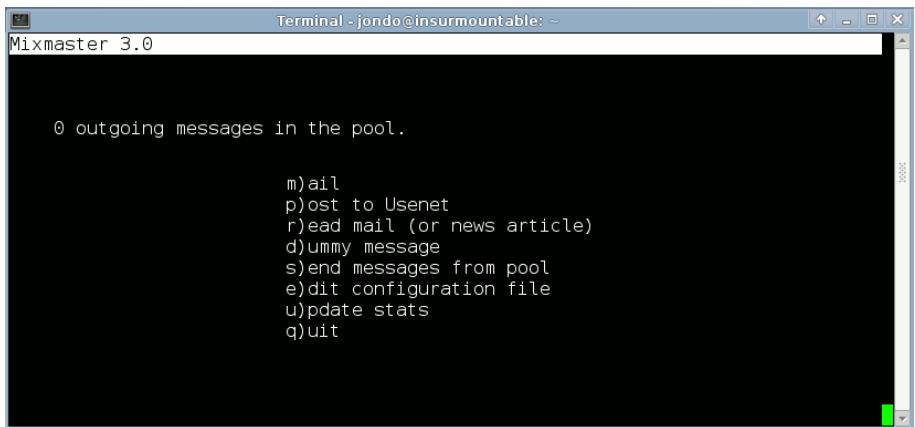 Terminal - jondo@insurmountable: ~
Mixmaster 3.0
0 outgoing messages in the pool.
m)ail
p)ost to Usenet
r)ead mail (or news article)
d)ummy message
s)end messages from pool
e)dit configuration file
u)pdate stats
q)uit